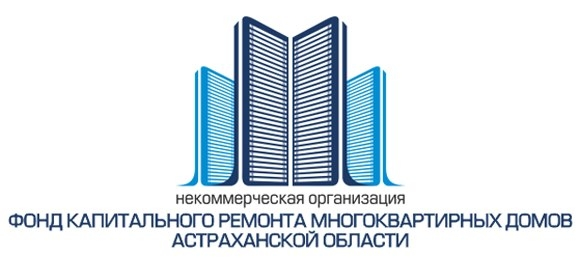 некоммерческая организация
ФОНД КАПИТАЛЬНОГО РЕМОНТА МНОГОКВАРТИРНЫХ ДОМОВ
АСТРАХАНСКОЙ ОБЛАСТИ